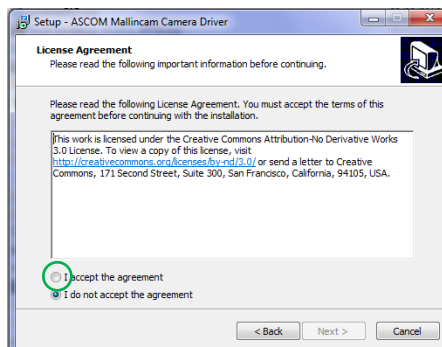 Setup - ASCOM Mallincam Camera Driver
License Agreement
Please read the following important information before continuing.
Please read the following License Agreement. You must accept the terms of this
agreement before continuing with the installation.
This work is licensed under the Creative Commons Attribution-No Derivative Works
3.0 License. To view a copy of this license, visit
http://creativecommons.org/licenses/by-nd/3.0/ or send a letter to Creative
Commons, 171 Second Street, Suite 300, San Francisco, California, 94105, USA.
I accept the agreement
I do not accept the agreement
< Back
Next >
Cancel